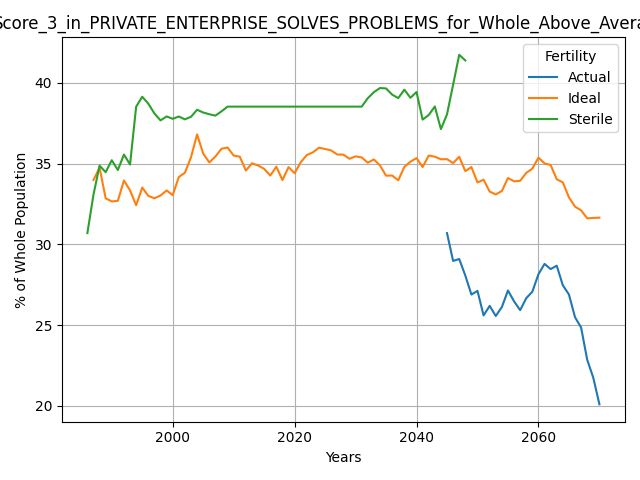 Score_3_in_PRIVATE_ENTERPRISE_SOLVES_PROBLEMS_for_Whole_Above_Avera
Fertility
Actual
Ideal
Sterile
% of Whole Population
40
35
30
25
20
2000 2020 2040 2060
Years